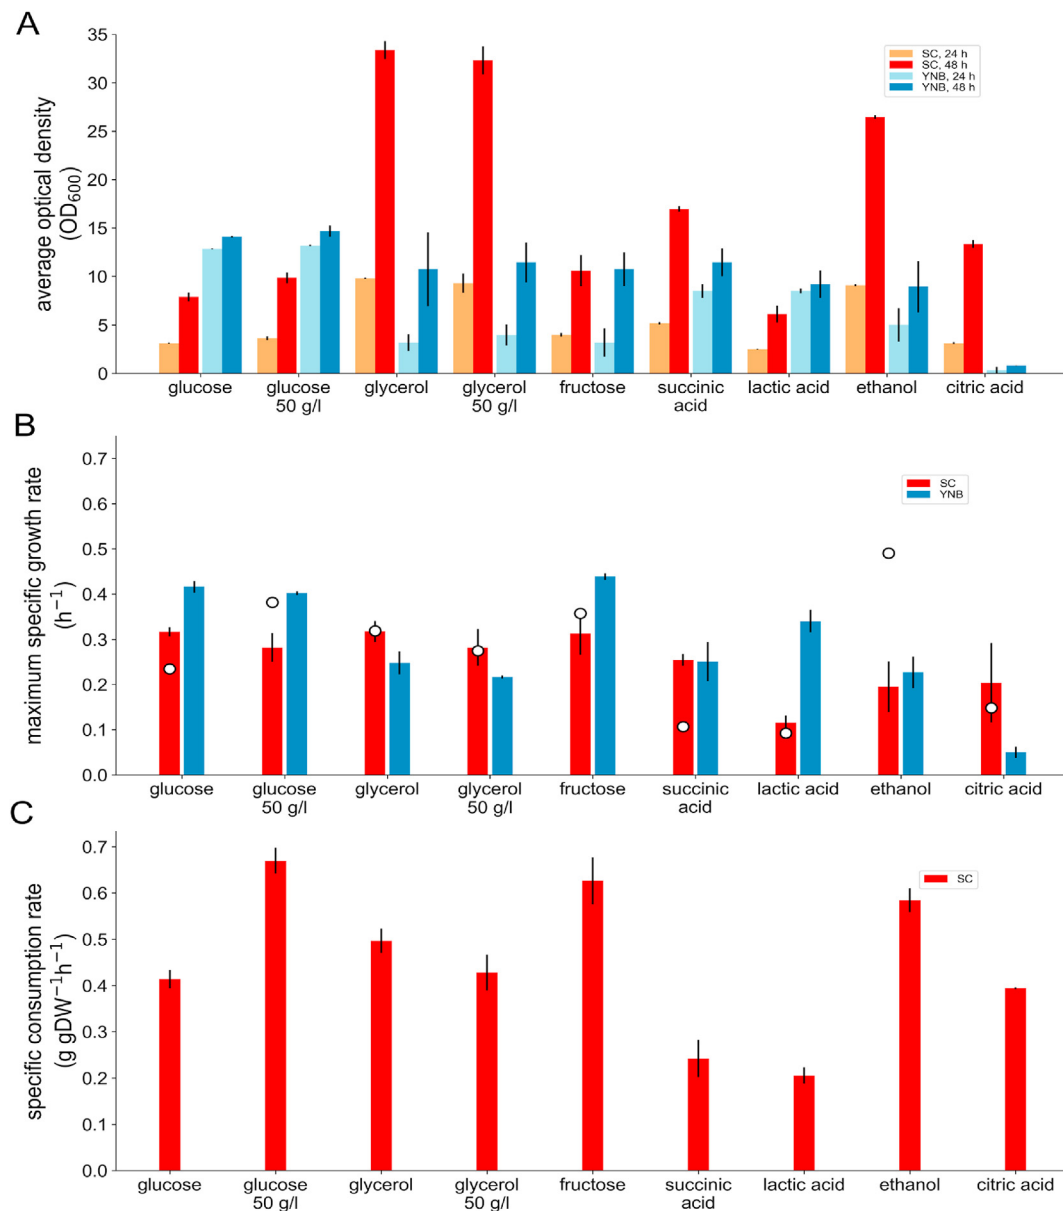 A
average optical density
(OD600)
35
30
25
20
15
10
5
0
SC, 24 h
SC, 48 h
YNB, 24 h
YNB, 48 h
glucose
glucose
50 g/l
glycerol
glycerol
50 g/l
fructose
succinic
acid
lactic acid
ethanol
citric acid
B
maximum specific growth rate
(h−1)
0.7
0.6
0.5
0.4
0.3
0.2
0.1
0.0
SC
YNB
glucose
glucose
50 g/l
glycerol
glycerol
50 g/l
fructose
succinic
acid
lactic acid
ethanol
citric acid
C
specific consumption rate
(g gDW−1h−1)
0.7
0.6
0.5
0.4
0.3
0.2
0.1
0.0
SC
glucose
glucose
50 g/l
glycerol
glycerol
50 g/l
fructose
succinic
acid
lactic acid
ethanol
citric acid